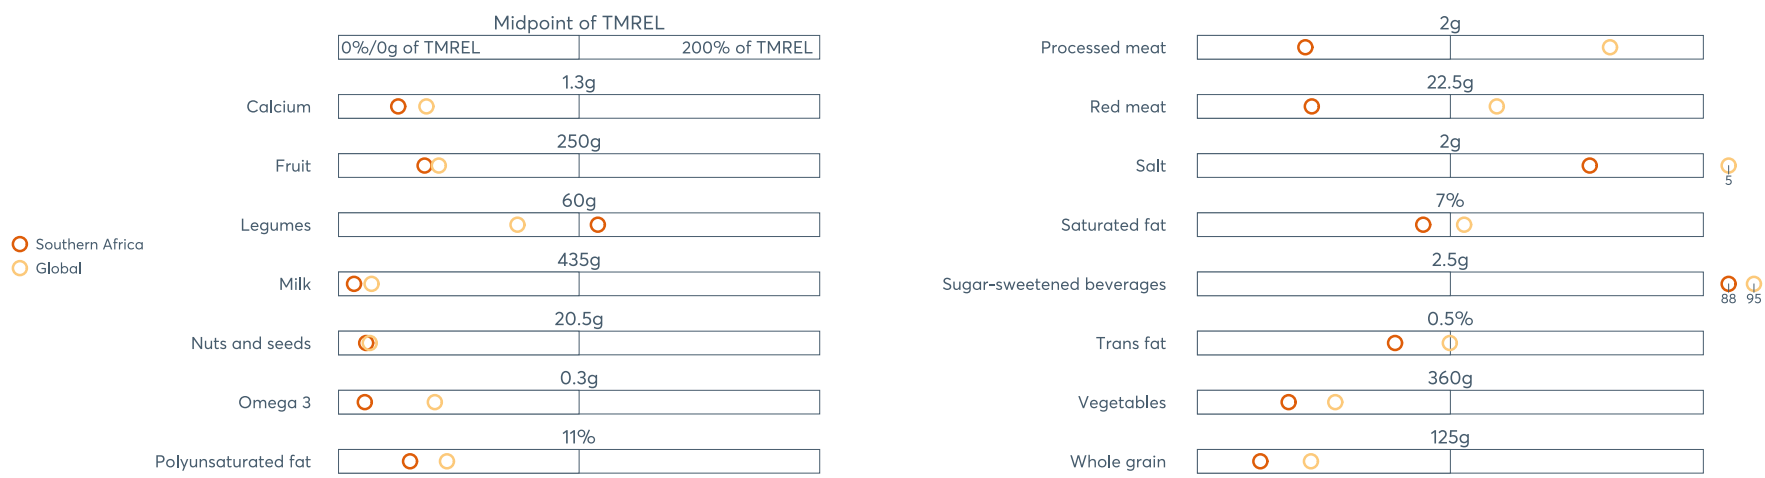 Midpoint of TMREL
0%/0g of TMREL 200% of TMREL
1.3g
Calcium
250g
Fruit
60g
Legumes
Southern Africa
Global
435g
Milk
20.5g
Nuts and seeds
0.3g
Omega 3
11%
Polyunsaturated fat
2g
Processed meat
22.5g
Red meat
2g
Salt
5
7%
Saturated fat
2.5g
Sugar-sweetened beverages
88 95
0.5%
Trans fat
360g
Vegetables
125g
Whole grain